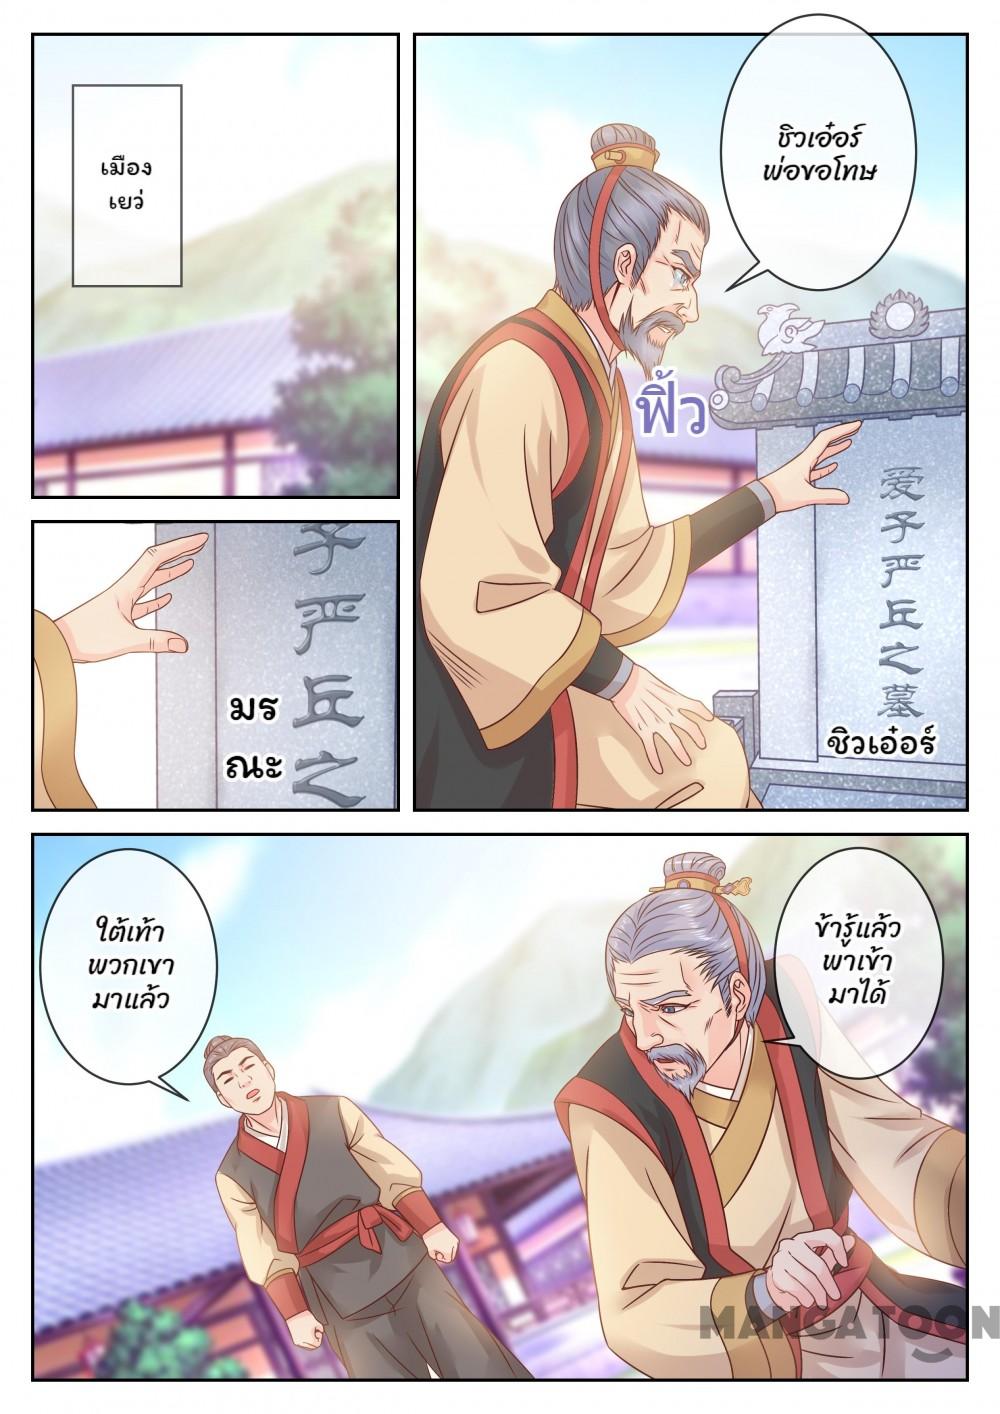 เมือง
เยว่
ชิวเอ๋อร์
พ่อขอโทษ
ฟิ้ว
爱子严丘之墓
ชิวเอ๋อร์
子严丘之
มร
ณะ
ใต้เท้า
พวกเขา
มาแล้ว
ข้ารู้แล้ว
พาเข้า
มาได้
MANGATOON